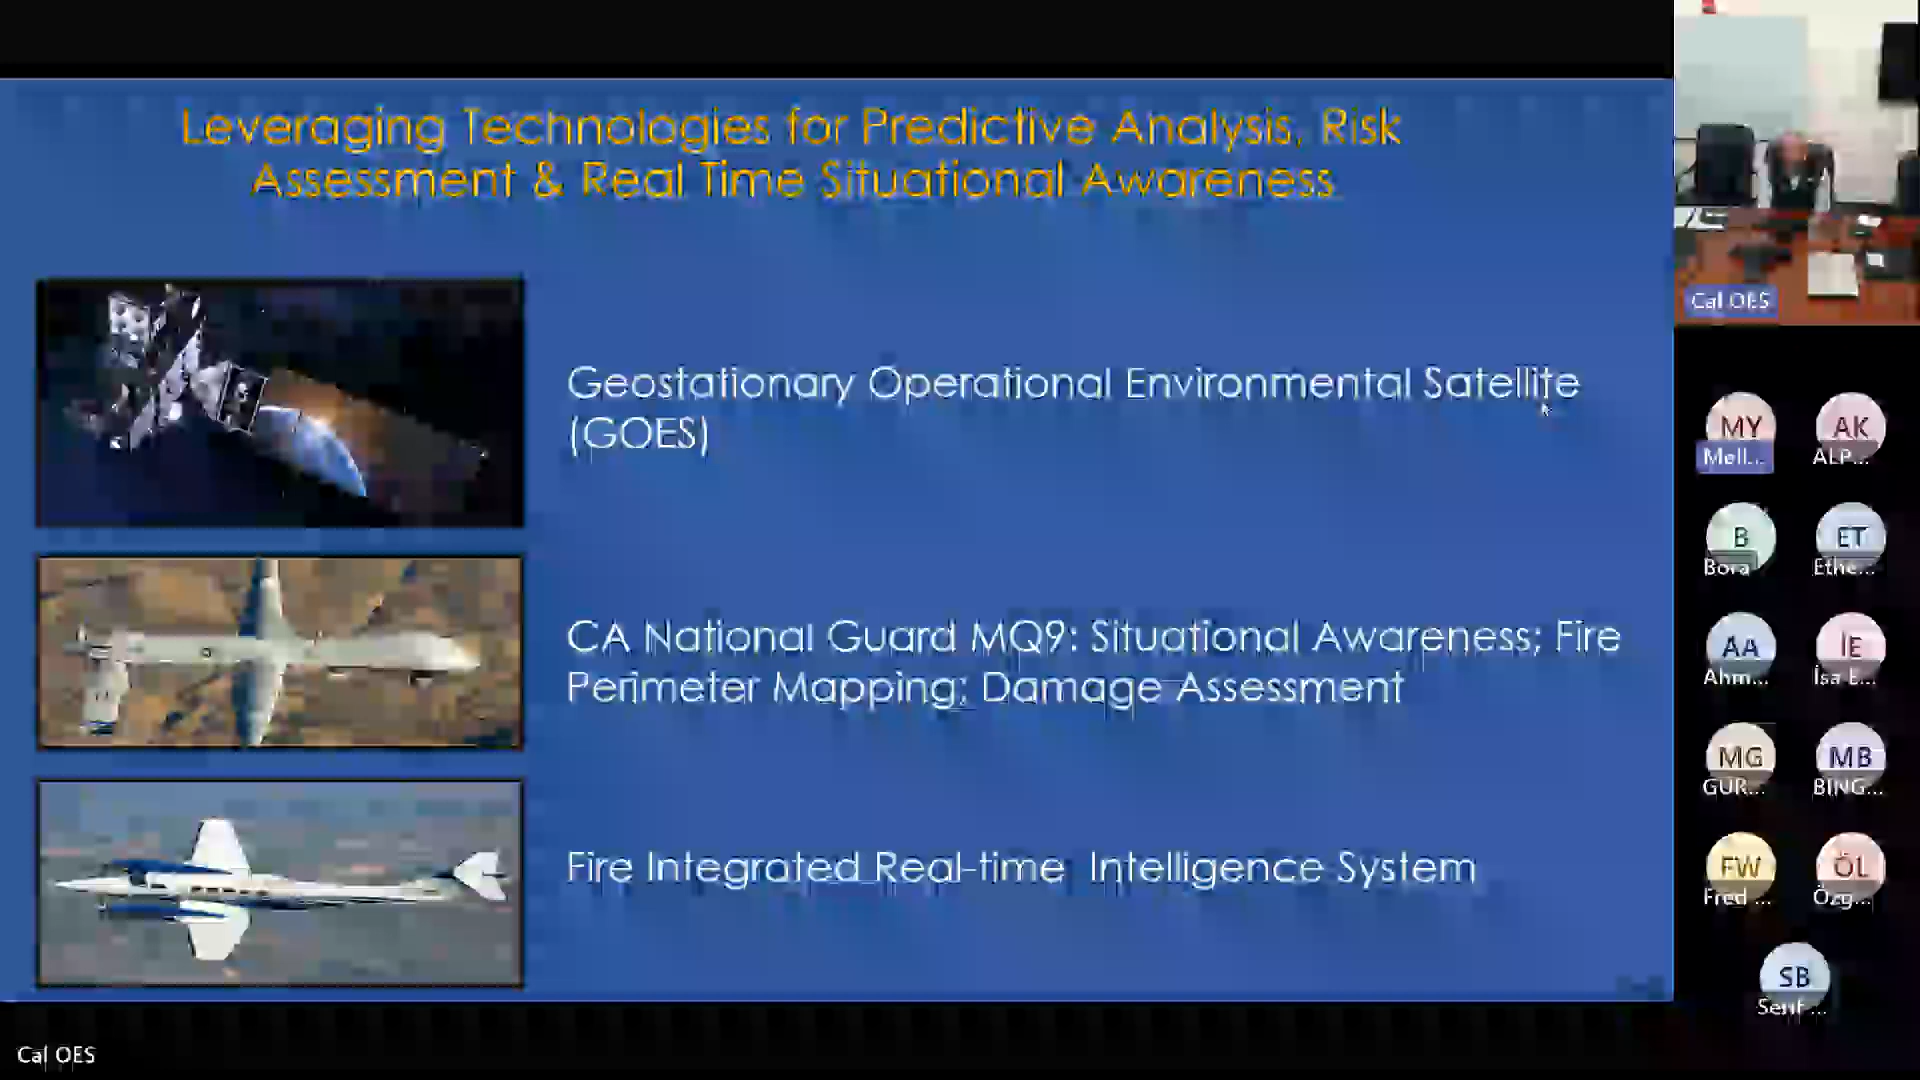 Leveraging Technologies for Predictive Analysis, Risk
Assessment & Real Time Situational Awareness
Geostationary Operational Environmental Satellite
(GOES)
CA National Guard MQ9: Situational Awareness; Fire
Perimeter Mapping; Damage Assessment
Fire Integrated Real-time Intelligence System
Cal OES
MY
AK
Mell...
ALP...
B
ET
Bora
Ethe...
AA
İE
Ahm...
İsa E...
MG
MB
GÜR...
BING...
FW
ÖL
Fred ...
Özg...
SB
Serif ...
Cal OES